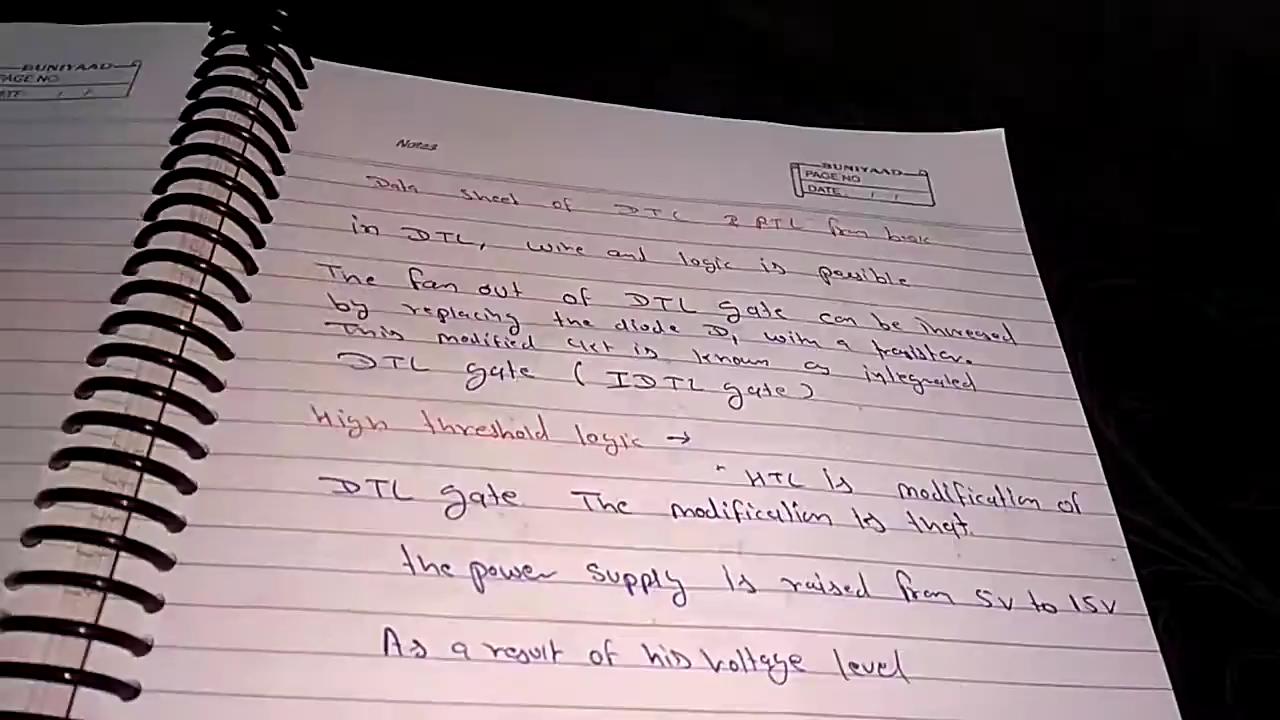 BUNIYAAD
PAGE NO
DATE / /
Notes
BUNIYAAD
PAGE NO
DATE / /
Data Sheet of DTL & RTL from book
in DTL, wire and logic is possible
The fan out of DTL gate can be incresed
by replacing the diode D1 with a transistor.
This modified ckt is known as integrated
DTL gate (IDTL gate)
High threshold logic →
HTL is modification of
DTL gate. The modification is that.
the power supply is raised from 5V to 15V
As a result of his voltage level